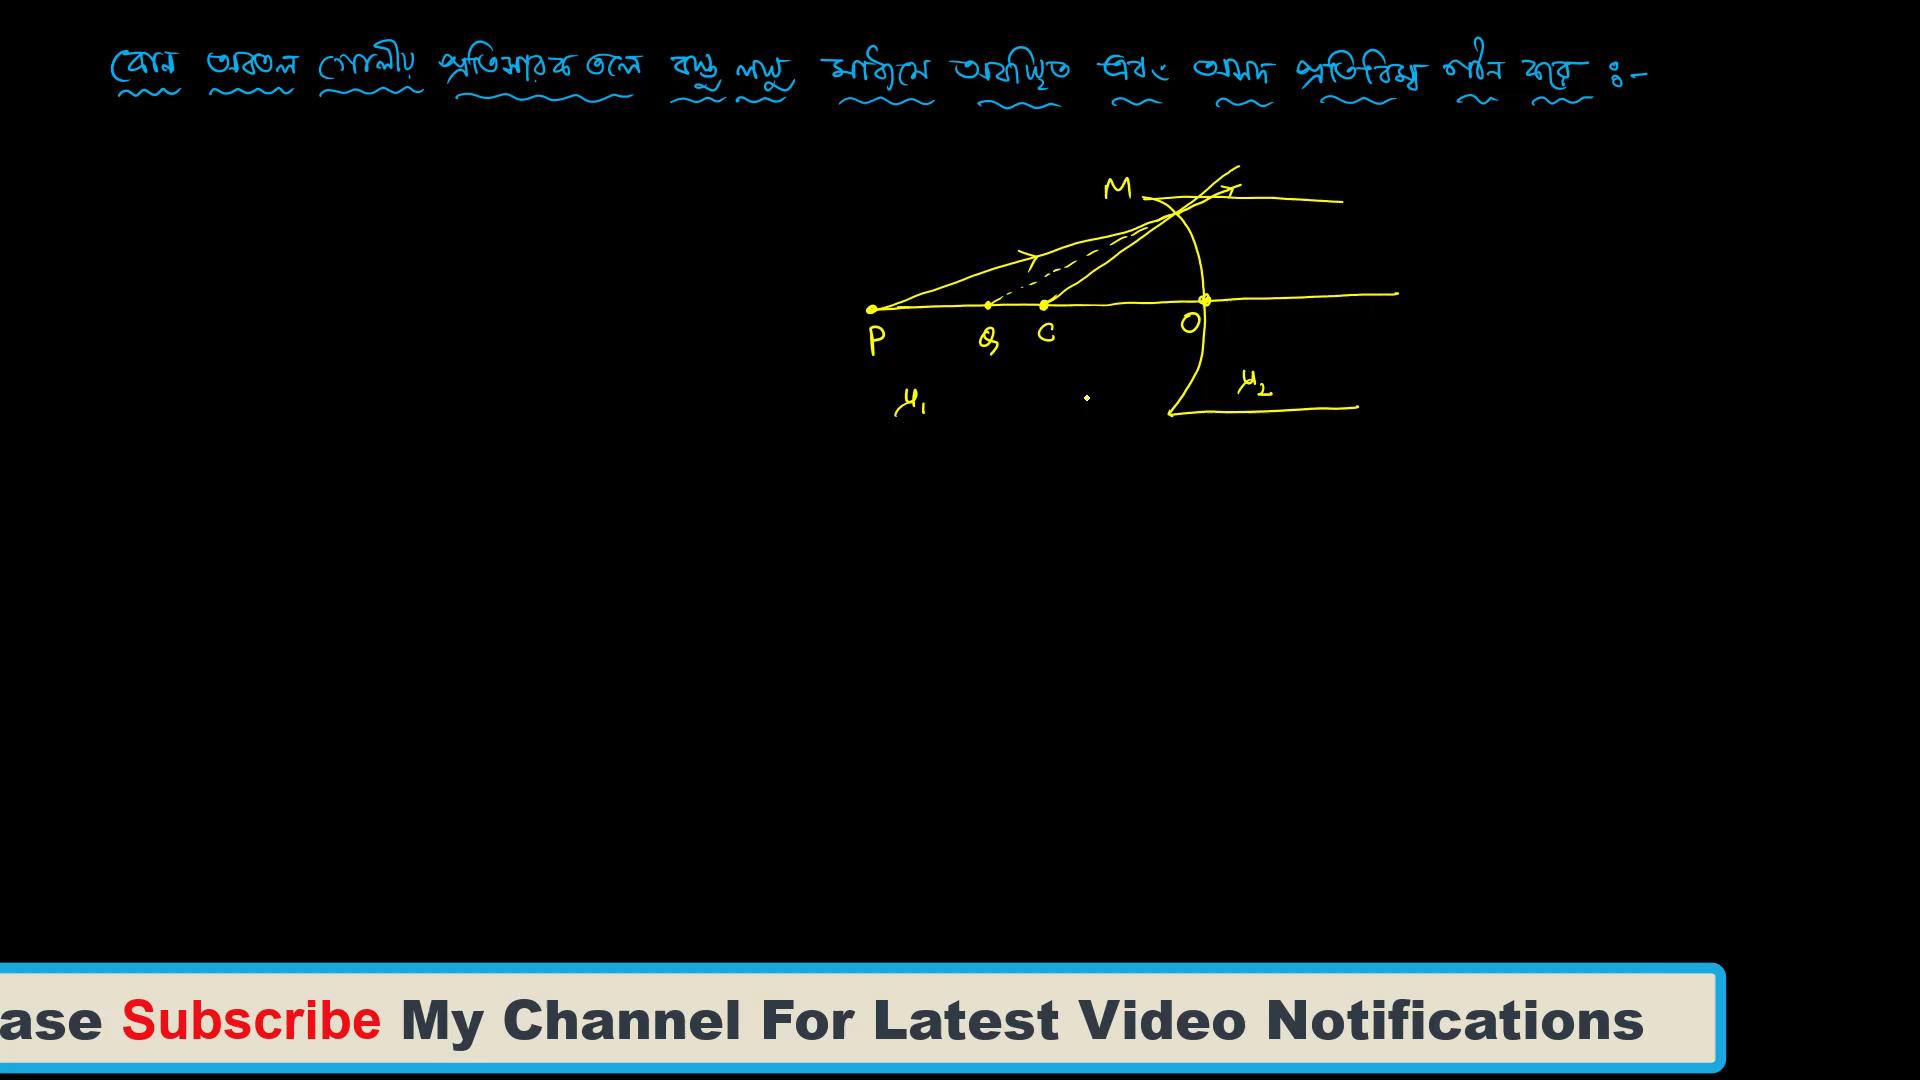 কোন অবতল গোলীয় প্রতিসারক তলে বস্তু লঘু মাধ্যমে অবস্থিত এবং অসদ প্রতিবিম্ব গঠন করে :-
M
P Q C O
μ₁ μ₂
ase Subscribe My Channel For Latest Video Notifications